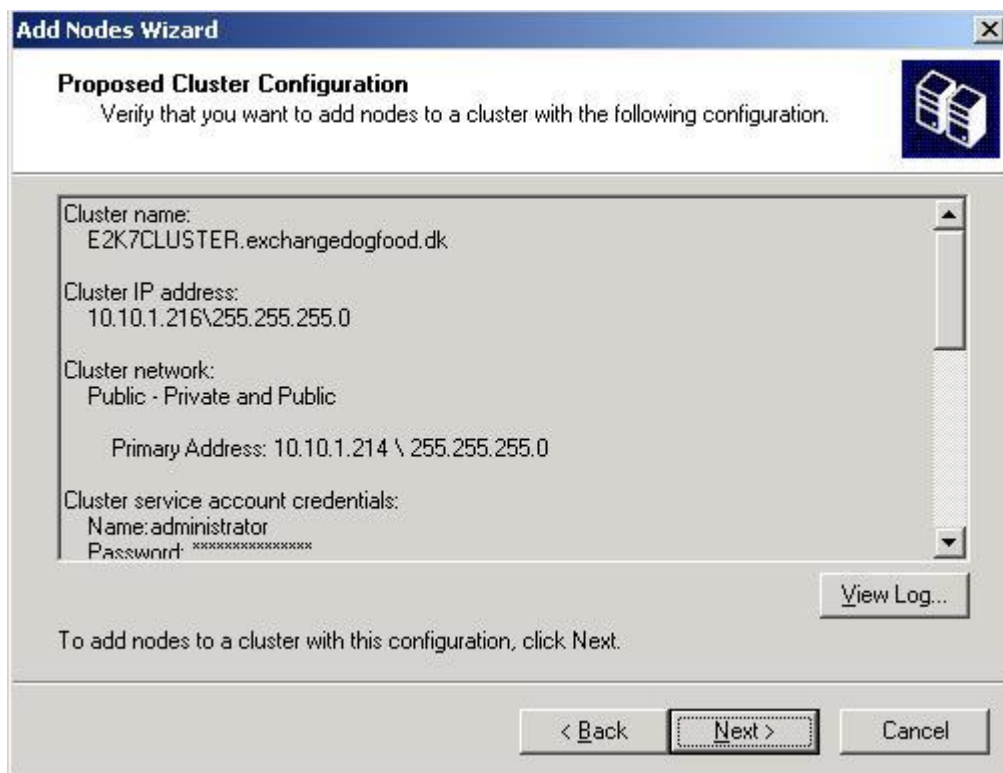 Add Nodes Wizard
Proposed Cluster Configuration
Verify that you want to add nodes to a cluster with the following configuration.
Cluster name:
E2K7CLUSTER.exchangedogfood.dk
Cluster IP address:
10.10.1.216\255.255.255.0
Cluster network:
Public - Private and Public
Primary Address: 10.10.1.214 \ 255.255.255.0
Cluster service account credentials:
Name:administrator
Password: ***************
View Log...
To add nodes to a cluster with this configuration, click Next.
< Back
Next >
Cancel